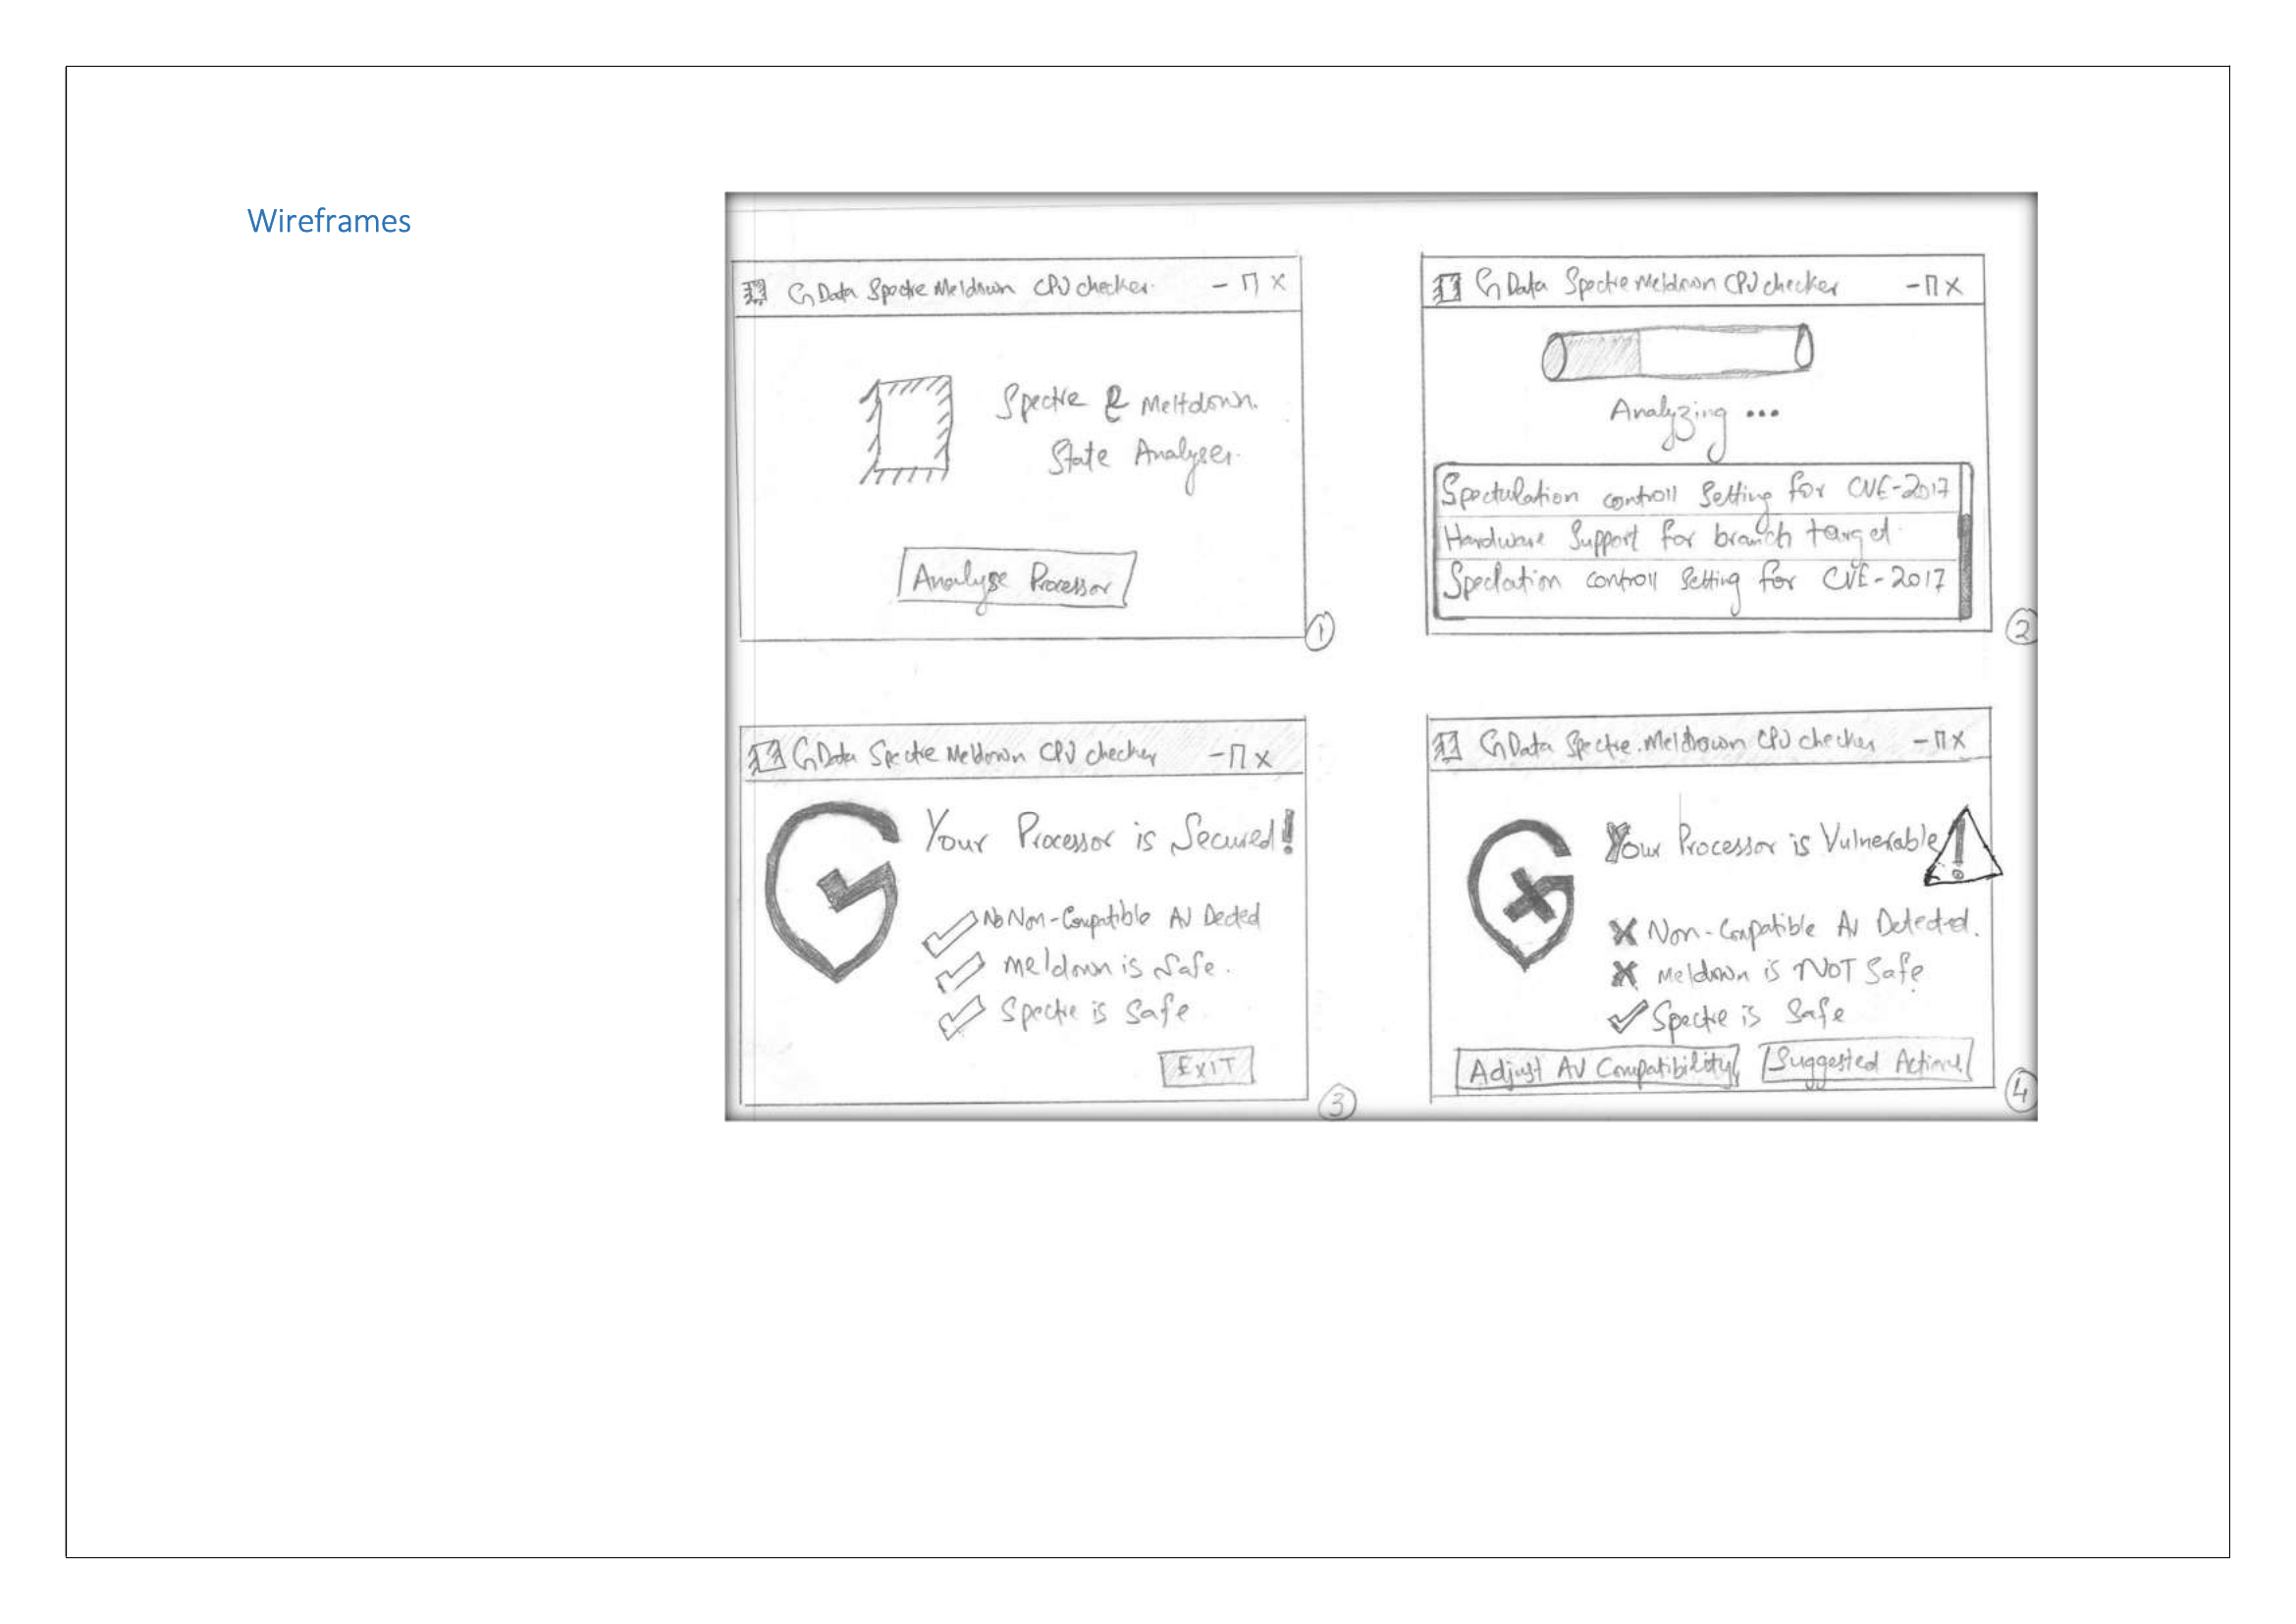 Wireframes
G Data Spectre Meldown CPU checker - П X
Spectre & Meltdown.
State Analyser.
Analyse Processor
1
G Data Spectre Meldown CPU checker - П X
Analyzing ...
Spectulation controll Setting for CVE-2017
Hardware Support for branch target
Speclation controll Setting for CVE-2017
2
G Data Spectre Meldown CPU checker - П X
Your Processor is Secured!
No Non-Compatible AV Dected
Meldown is Safe.
Spectre is Safe
EXIT
3
G Data Spectre Meldown CPU checker - П X
Your Processor is Vulnerable !
Non-Compatible AV Detected.
Meldown is NOT Safe
Spectre is Safe
Adjust AV Compatibility
Suggested Actions
4